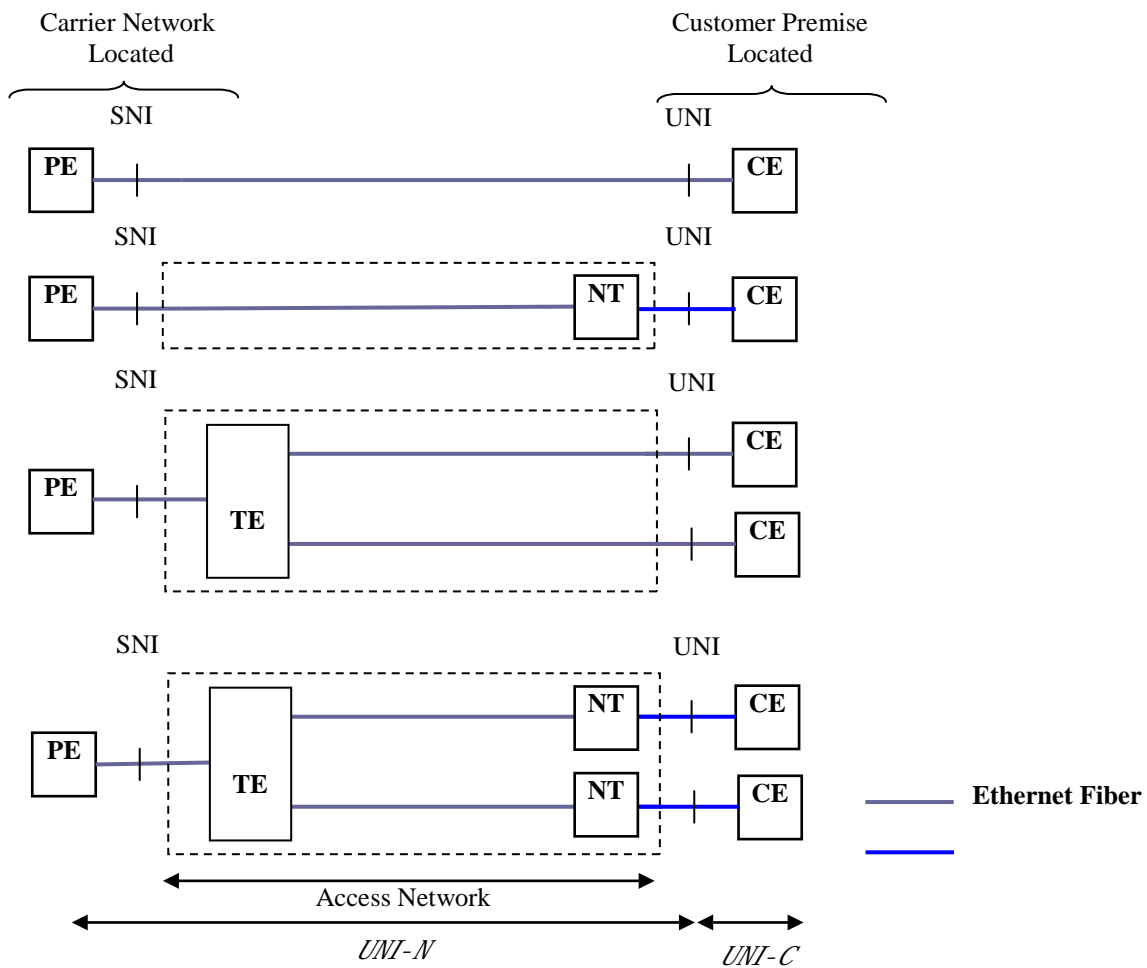 Carrier Network
Located
Customer Premise
Located
SNI
UNI
PE
CE
SNI
UNI
PE
NT
CE
SNI
UNI
PE
TE
CE
CE
SNI
UNI
PE
TE
NT
CE
NT
CE
Ethernet Fiber
Access Network
UNI-N
UNI-C